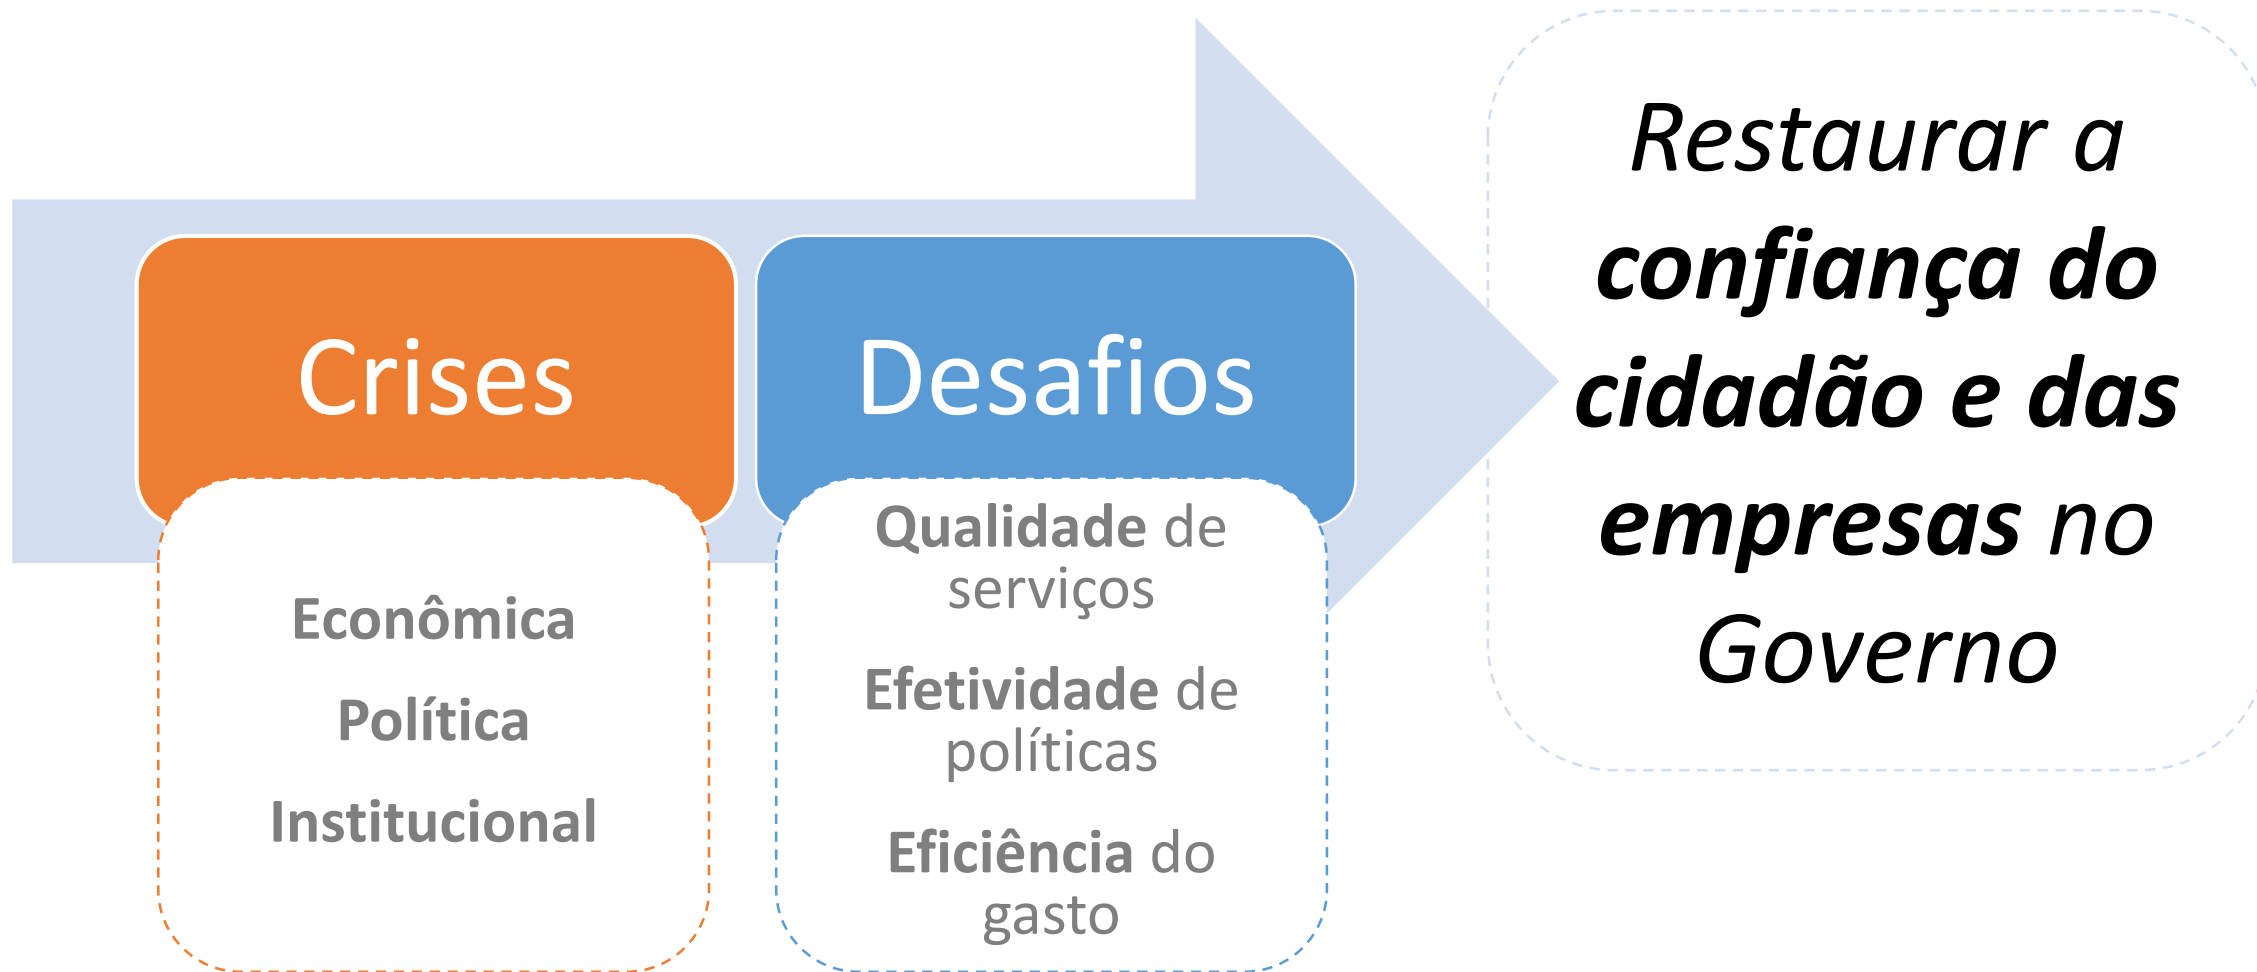 Crises
Econômica
Política
Institucional
Desafios
Qualidade de
serviços
Efetividade de
políticas
Eficiência do
gasto
Restaurar a
confiança do
cidadão e das
empresas no
Governo